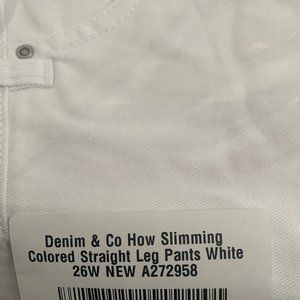 Denim & Co How Slimming
Colored Straight Leg Pants White
26W NEW A272958